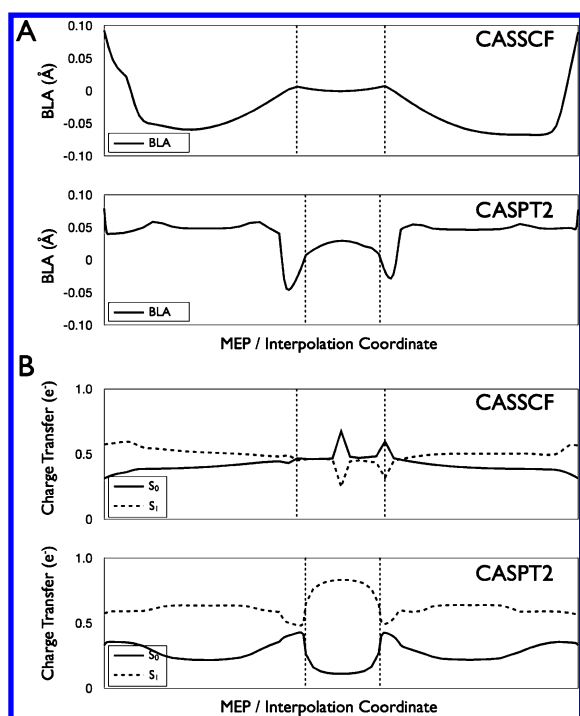 A
CASSCF
BLA (Å)
0.10
0.05
0
-0.05
-0.10
BLA
CASPT2
BLA (Å)
0.10
0.05
0
-0.05
-0.10
BLA
MEP / Interpolation Coordinate
B
CASSCF
Charge Transfer (e⁻)
1.0
0.5
0
S₀
S₁
CASPT2
Charge Transfer (e⁻)
1.0
0.5
0
S₀
S₁
MEP / Interpolation Coordinate